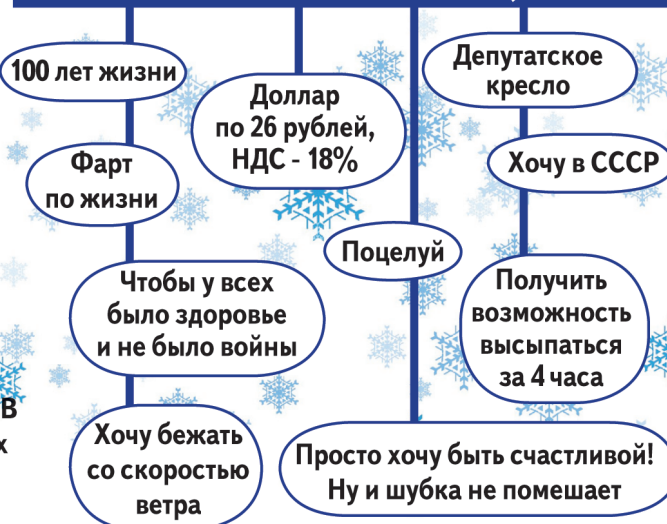 100 лет жизни
Доллар
по 26 рублей,
НДС - 18%
Депутатское
кресло
Фарт
по жизни
Хочу в СССР
Поцелуй
Чтобы у всех
было здоровье
и не было войны
Получить
возможность
высыпаться
за 4 часа
В
х
Хочу бежать
со скоростью
ветра
Просто хочу быть счастливой!
Ну и шубка не помешает